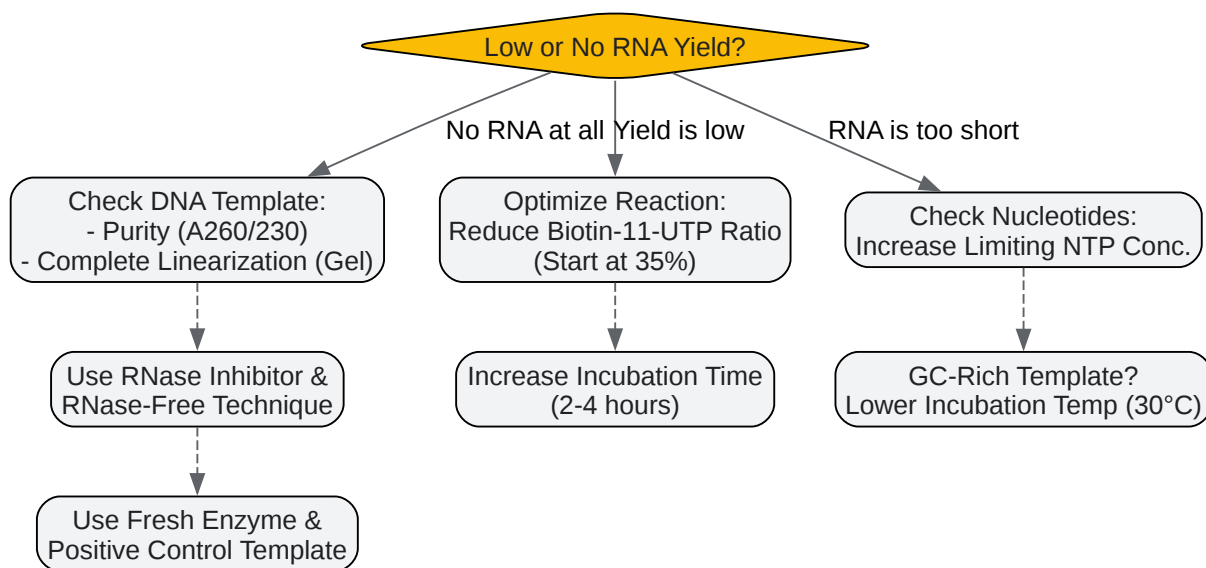 Low or No RNA Yield?
No RNA at all
Yield is low
RNA is too short
Check DNA Template:
- Purity (A260/230)
- Complete Linearization (Gel)
Optimize Reaction:
Reduce Biotin-11-UTP Ratio
(Start at 35%)
Check Nucleotides:
Increase Limiting NTP Conc.
Use RNase Inhibitor &
RNase-Free Technique
Increase Incubation Time
(2-4 hours)
GC-Rich Template?
Lower Incubation Temp (30°C)
Use Fresh Enzyme &
Positive Control Template